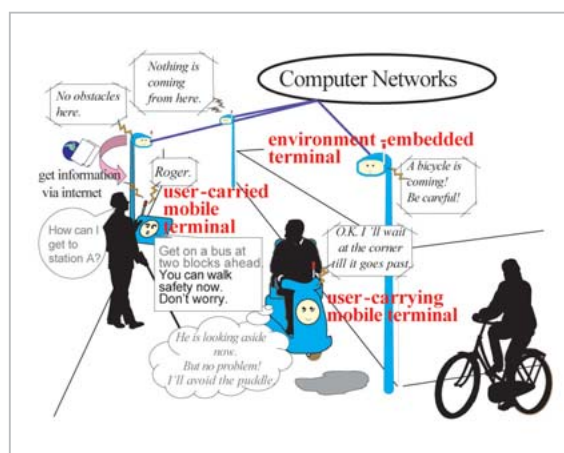 Nothing is
coming
from here.
Computer Networks
No obstacles
here.
environment-embedded
terminal
get information
via internet
Roger.
user-carried
mobile
terminal
A bicycle is
coming!
Be careful!
How can I
get to
station A?
Get on a bus at
two blocks ahead.
You can walk
safety now.
Don't worry.
O.K. I'll wait
at the corner
till it goes past.
user-carrying
mobile terminal
He is looking aside
now.
But no problem!
I'll avoid the puddle